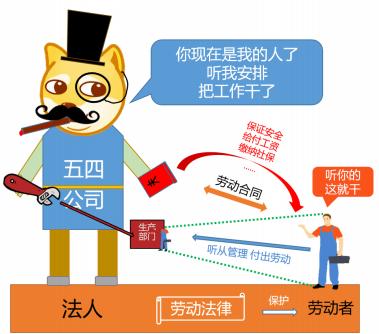 你现在是我的人了
听我安排
把工作干了
保证安全
给付工资
缴纳社保
……
五四
公司
劳动合同
听你的
这就干
生产
部门
听从管理 付出劳动
法人
劳动法律
保护
劳动者